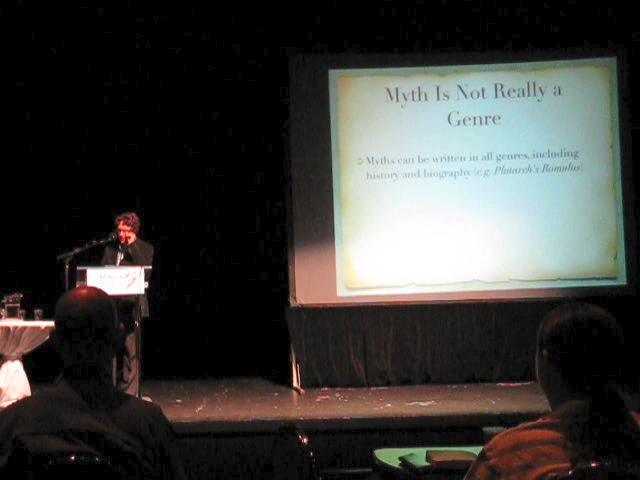 Myth Is Not Really a
Genre
Myths can be written in all genres, including
history and biography (e.g. Plutarch's Romulus)